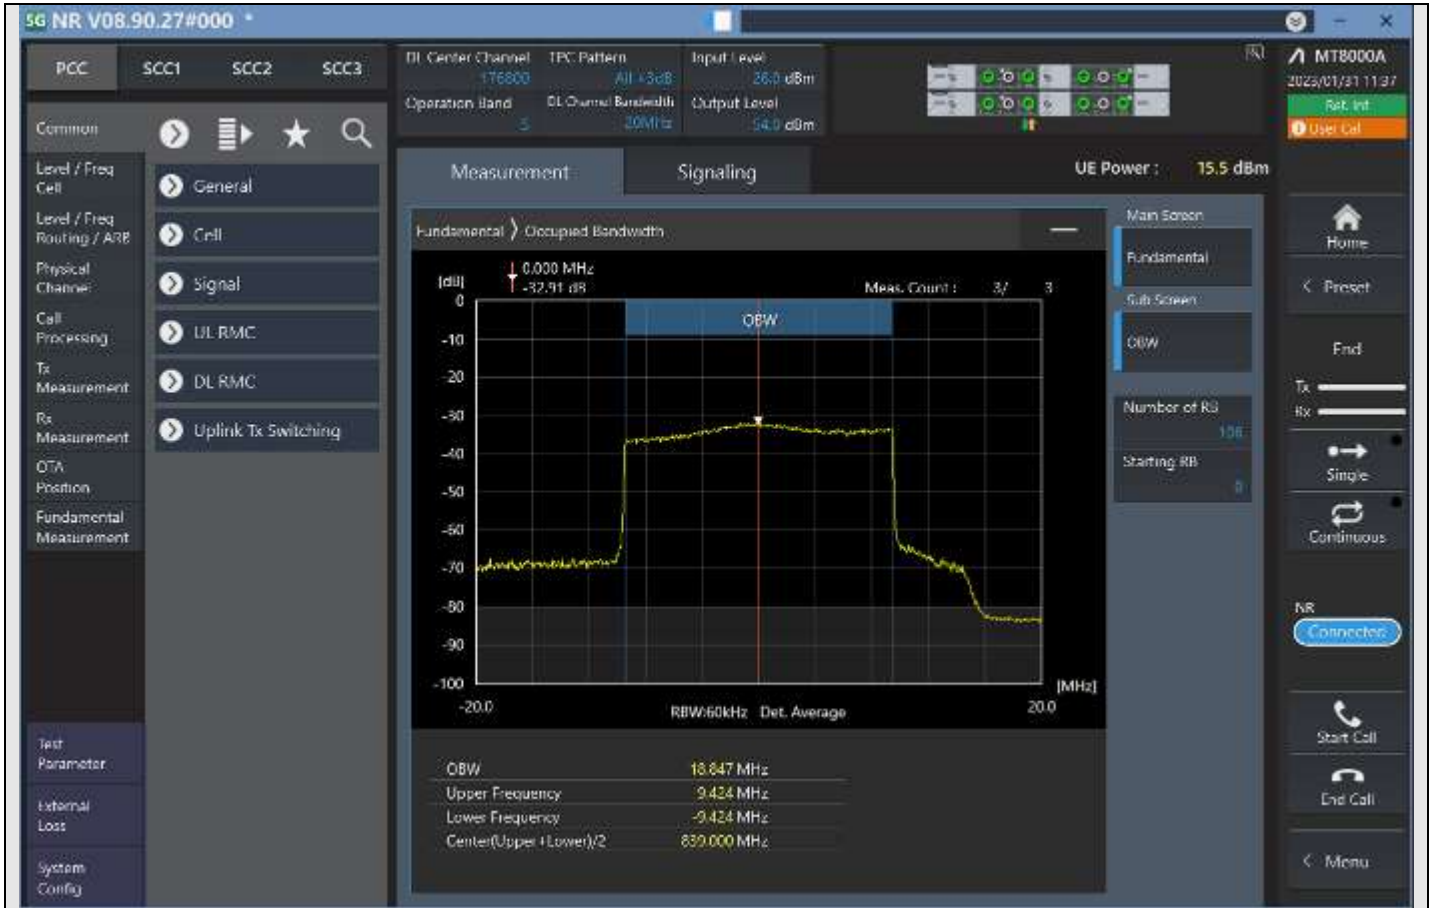 5G NR V08.90.27#000 *
PCC SCC1 SCC2 SCC3
DL Center Channel TPC Pattern Input Level
176800 All +3dB 26.0 dBm
Operation Band DL Channel Bandwidth Output Level
5 20MHz -54.0 dBm
MT8000A
2023/01/31 11:37
Ref. Int
User Cal
Common
Level / Freq
Cell
Level / Freq
Routing / ARB
Physical
Channel
Call
Processing
Tx
Measurement
Rx
Measurement
OTA
Position
Fundamental
Measurement
Test
Parameter
External
Loss
System
Config
General
Cell
Signal
UL RMC
DL RMC
Uplink Tx Switching
Measurement Signaling
UE Power : 15.5 dBm
Fundamental Occupied Bandwidth
[dB]
0.000 MHz
-32.91 dB
Meas. Count : 3/ 3
OBW
0
-10
-20
-30
-40
-50
-60
-70
-80
-90
-100
[MHz]
-20.0 RBW:60kHz Det. Average 20.0
OBW 18.847 MHz
Upper Frequency 9.424 MHz
Lower Frequency -9.424 MHz
Center(Upper+Lower)/2 839.000 MHz
Main Screen
Fundamental
Sub Screen
OBW
Number of RB
106
Starting RB
0
Home
< Preset
End
Tx
Rx
Single
Continuous
NR
Connected
Start Call
End Call
< Menu